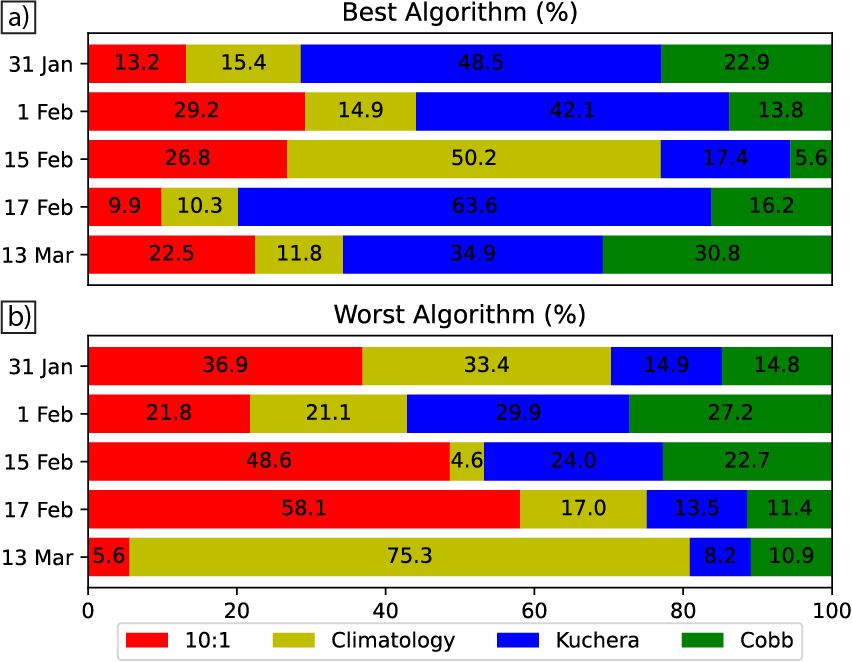 a) Best Algorithm (%)
31 Jan 13.2 15.4 48.5 22.9
1 Feb 29.2 14.9 42.1 13.8
15 Feb 26.8 50.2 17.4 5.6
17 Feb 9.9 10.3 63.6 16.2
13 Mar 22.5 11.8 34.9 30.8
b) Worst Algorithm (%)
31 Jan 36.9 33.4 14.9 14.8
1 Feb 21.8 21.1 29.9 27.2
15 Feb 48.6 4.6 24.0 22.7
17 Feb 58.1 17.0 13.5 11.4
13 Mar 5.6 75.3 8.2 10.9
0 20 40 60 80 100
10:1 Climatology Kuchera Cobb